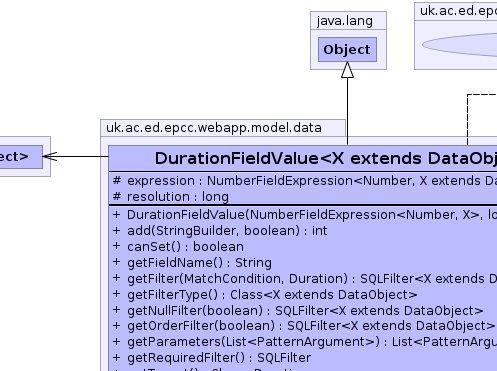 java.lang
uk.ac.ed.epc
Object
uk.ac.ed.epcc.webapp.model.data
ect>
DurationFieldValue<X extends DataObj
# expression : NumberFieldExpression<Number, X extends Da
# resolution : long
+ DurationFieldValue(NumberFieldExpression<Number, X>, lo
+ add(StringBuilder, boolean) : int
+ canSet() : boolean
+ getFieldName() : String
+ getFilter(MatchCondition, Duration) : SQLFilter<X extends D
+ getFilterType() : Class<X extends DataObject>
+ getNullFilter(boolean) : SQLFilter<X extends DataObject>
+ getOrderFilter(boolean) : SQLFilter<X extends DataObject>
+ getParameters(List<PatternArgument>) : List<PatternArgu
+ getRequiredFilter() : SQLFilter